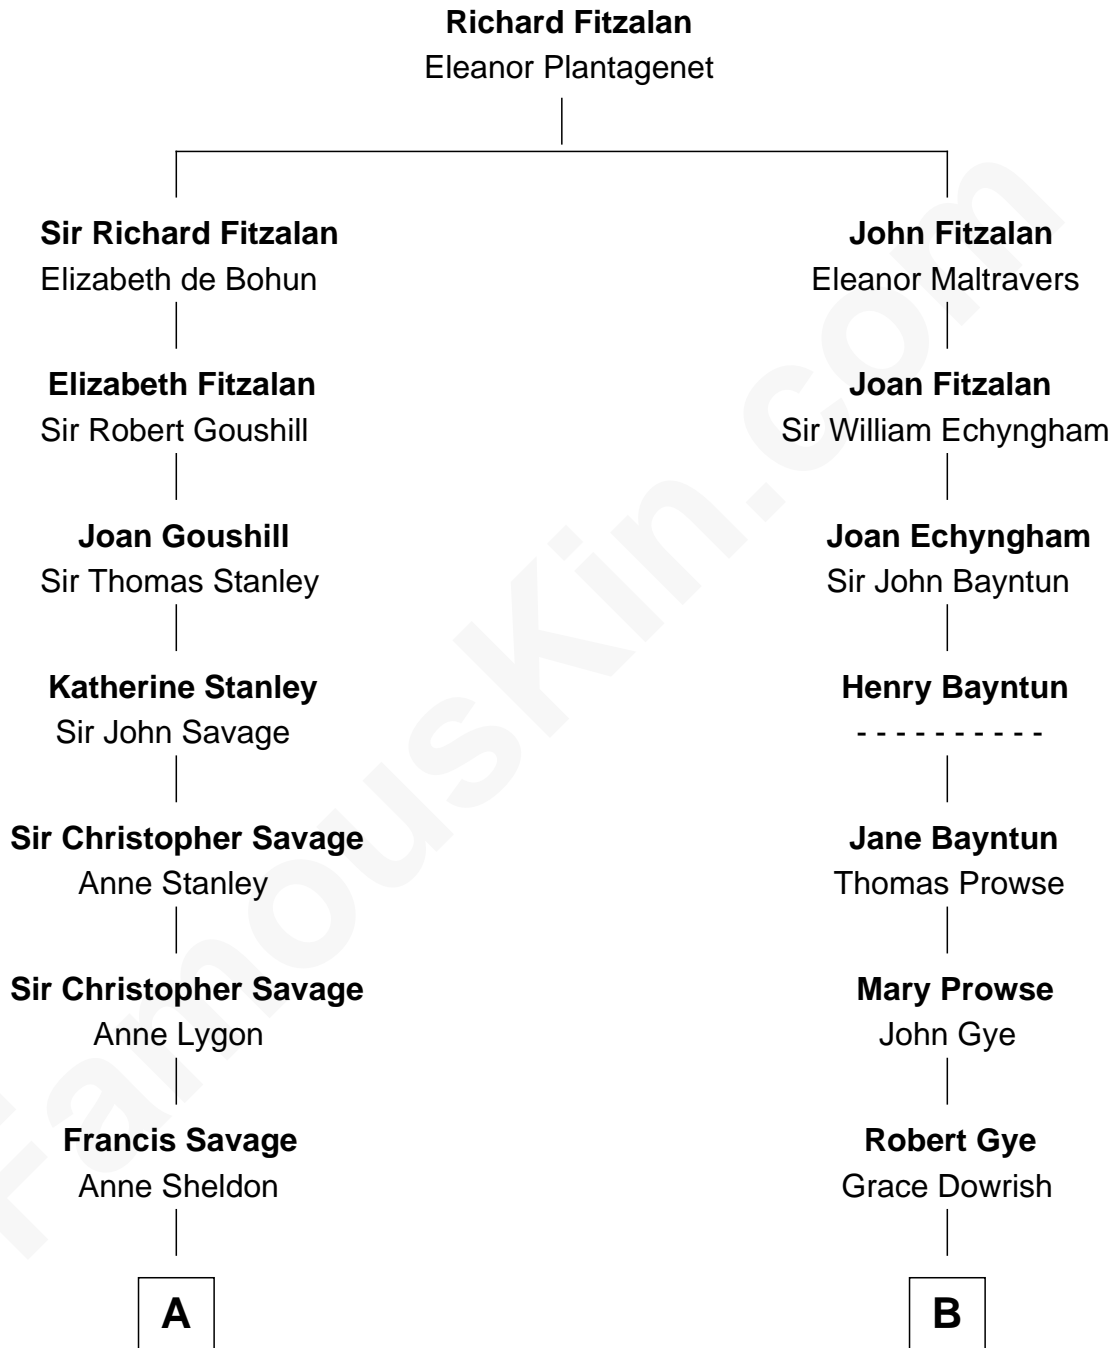 Richard Fitzalan
Eleanor Plantagenet
Sir Richard Fitzalan
Elizabeth de Bohun
Elizabeth Fitzalan
Sir Robert Goushill
Joan Goushill
Sir Thomas Stanley
Katherine Stanley
Sir John Savage
Sir Christopher Savage
Anne Stanley
Sir Christopher Savage
Anne Lygon
Francis Savage
Anne Sheldon
A
John Fitzalan
Eleanor Maltravers
Joan Fitzalan
Sir William Echyngham
Joan Echyngham
Sir John Bayntun
Henry Bayntun
- - - - - - - - - -
Jane Bayntun
Thomas Prowse
Mary Prowse
John Gye
Robert Gye
Grace Dowrish
B
FamousKin.com